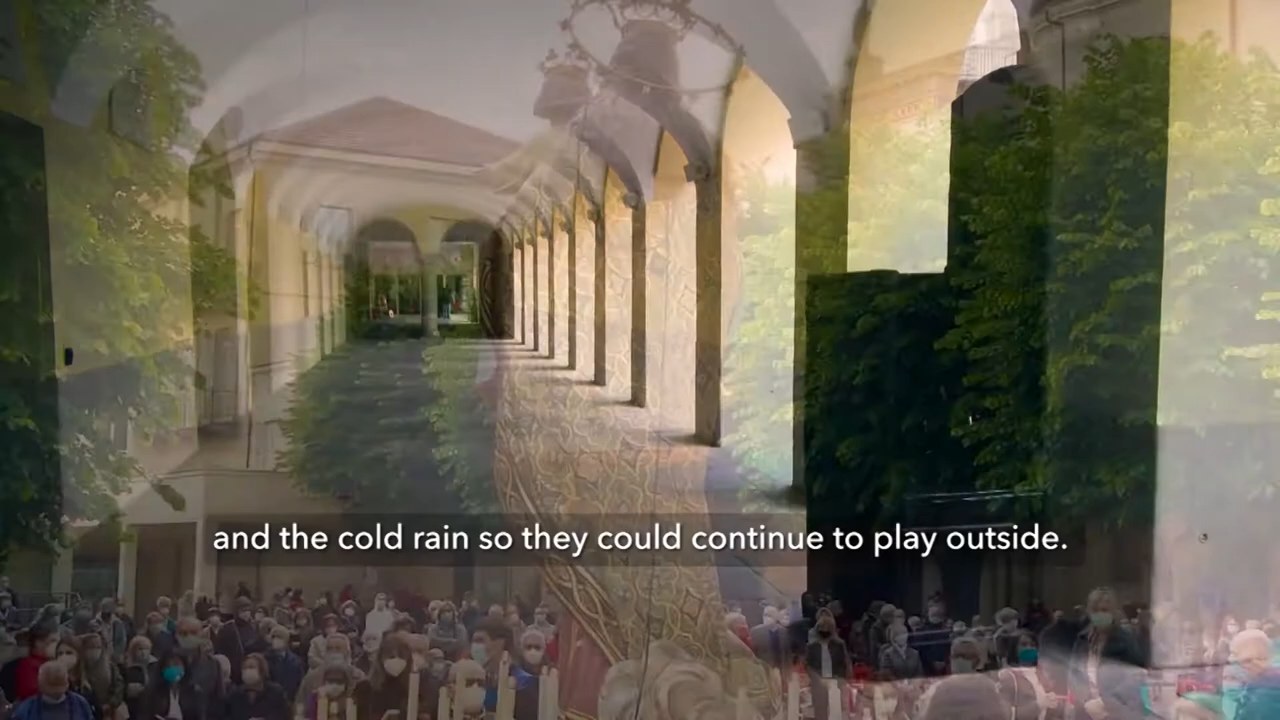 and the cold rain so they could continue to play outside.